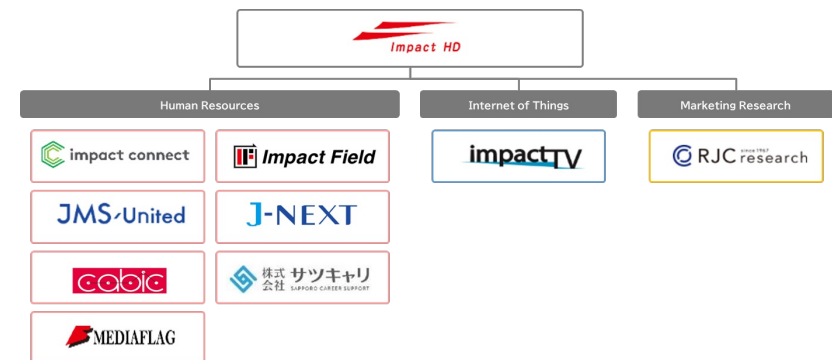 Impact HD
Human Resources
Internet of Things
Marketing Research
impact connect
Impact Field
impactTV
since 1967
RJC research
JMS United
J-NEXT
cabic
株式会社 サツキャリ
SAPPORO CAREER SUPPORT
MEDIAFLAG